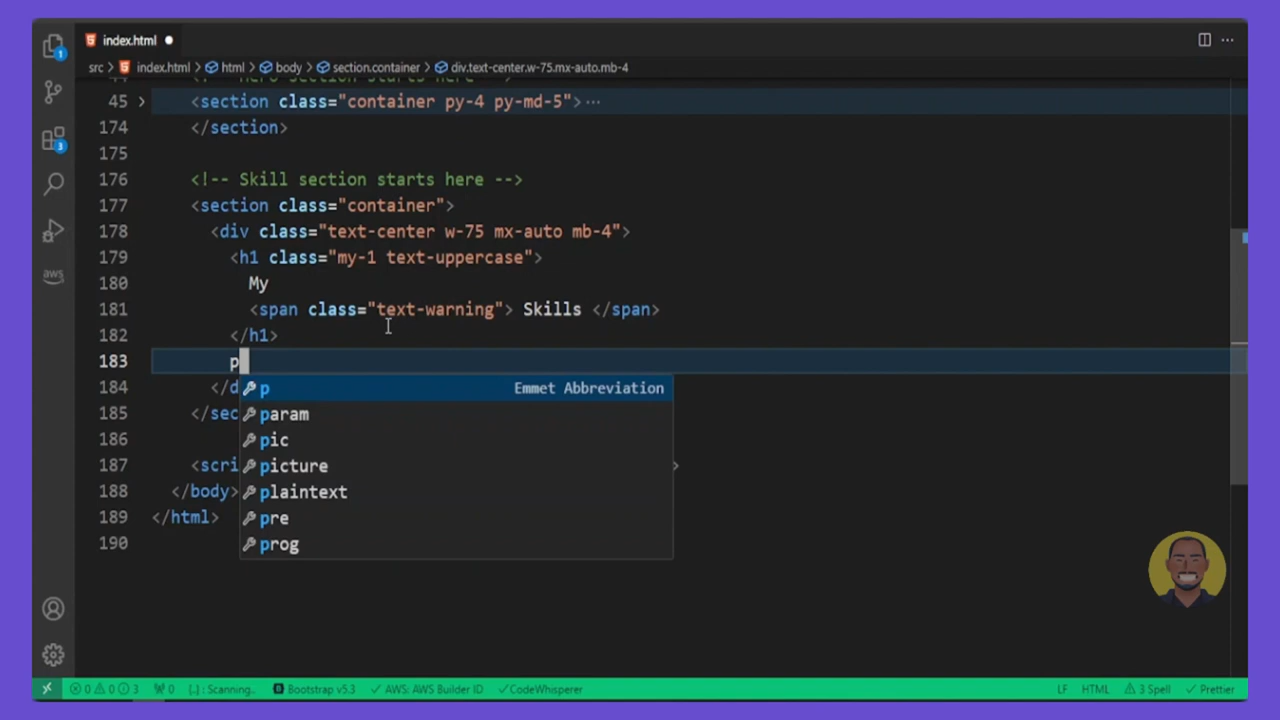 index.html
src > index.html > html > body > section.container > div.text-center.w-75.mx-auto.mb-4
45 <section class="container py-4 py-md-5"> ...
174 </section>
175
176 <!-- Skill section starts here -->
177 <section class="container">
178 <div class="text-center w-75 mx-auto mb-4">
179 <h1 class="my-1 text-uppercase">
180 My
181 <span class="text-warning"> Skills </span>
182 </h1>
183 p
184 </d
p Emmet Abbreviation
185 </sec
param
186
pic
187 <scri >
picture
188 </body>
plaintext
189 </html>
pre
190
prog
1
3
aws
0 0 3 0 {..} : Scanning.. Bootstrap v5.3 AWS: AWS Builder ID CodeWhisperer LF HTML 3 Spell Prettier